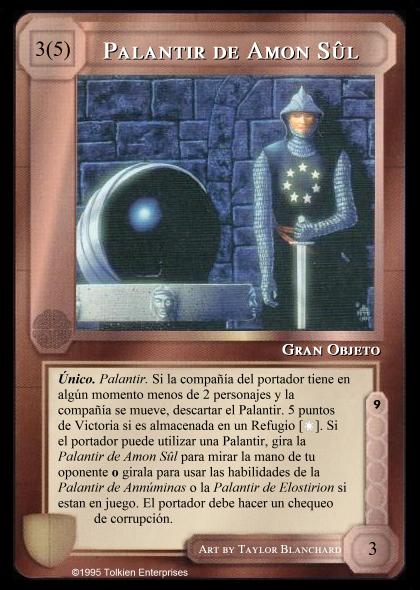 3(5)
PALANTIR DE AMON SÛL
GRAN OBJETO
Único. Palantir. Si la compañía del portador tiene en
algún momento menos de 2 personajes y la
compañía se mueve, descartar el Palantir. 5 puntos
de Victoria si es almacenada en un Refugio [☀]. Si
el portador puede utilizar una Palantir, gira la
Palantir de Amon Sûl para mirar la mano de tu
oponente o girala para usar las habilidades de la
Palantir de Annúminas o la Palantir de Elostirion si
estan en juego. El portador debe hacer un chequeo
de corrupción.
9
ART BY TAYLOR BLANCHARD
3
©1995 Tolkien Enterprises